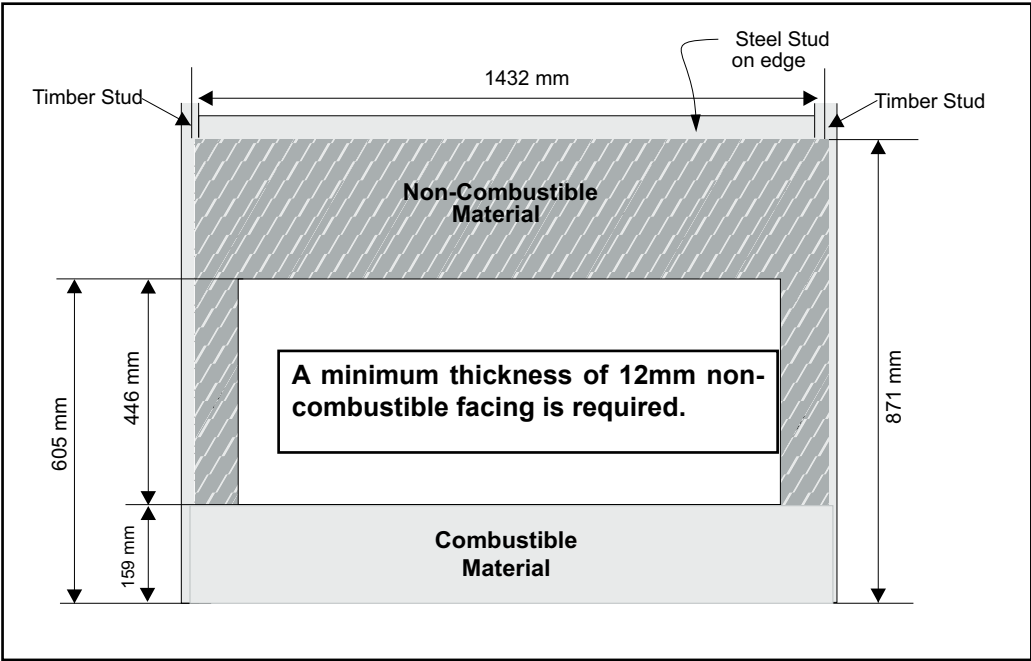 Steel Stud
on edge
1432 mm
Timber Stud
Timber Stud
Non-Combustible
Material
A minimum thickness of 12mm non-
combustible facing is required.
446 mm
605 mm
871 mm
159 mm
Combustible
Material